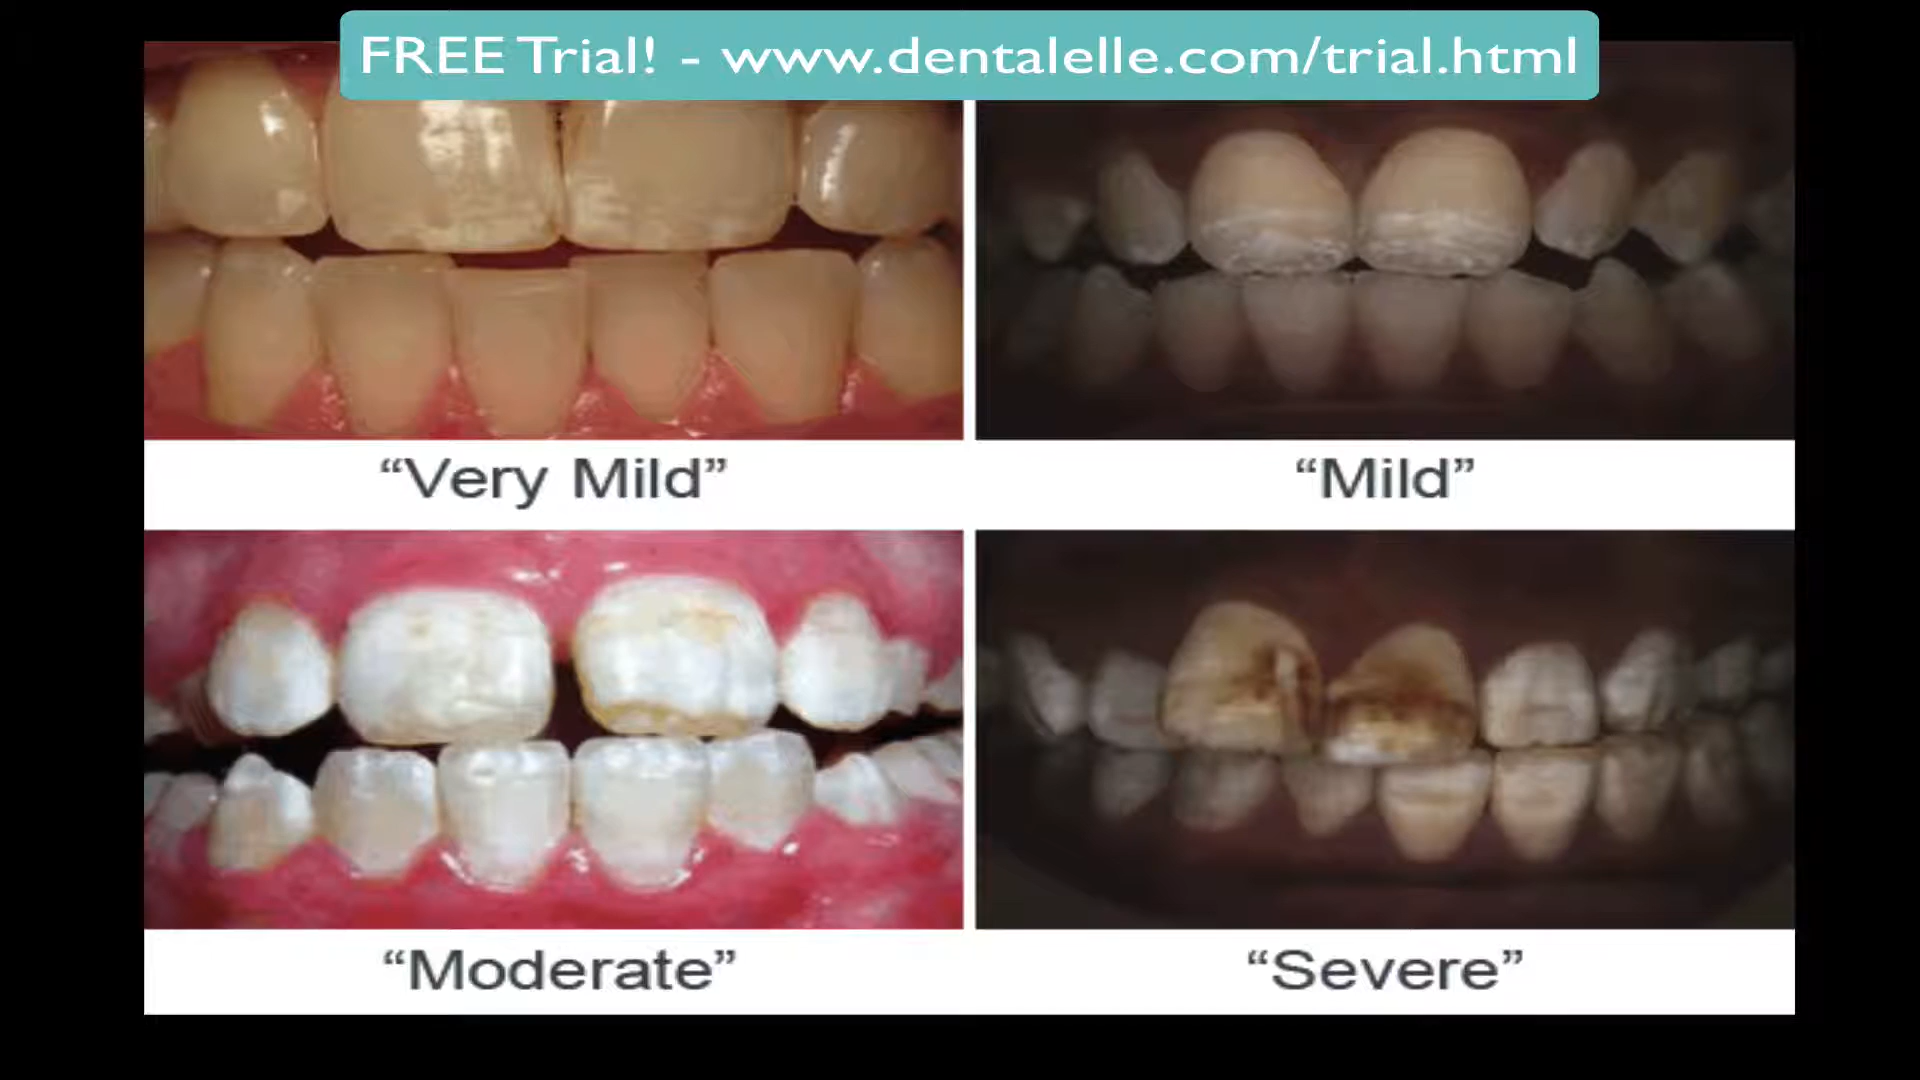 FREE Trial! - www.dentalelle.com/trial.html
“Very Mild”
“Mild”
“Moderate”
“Severe”